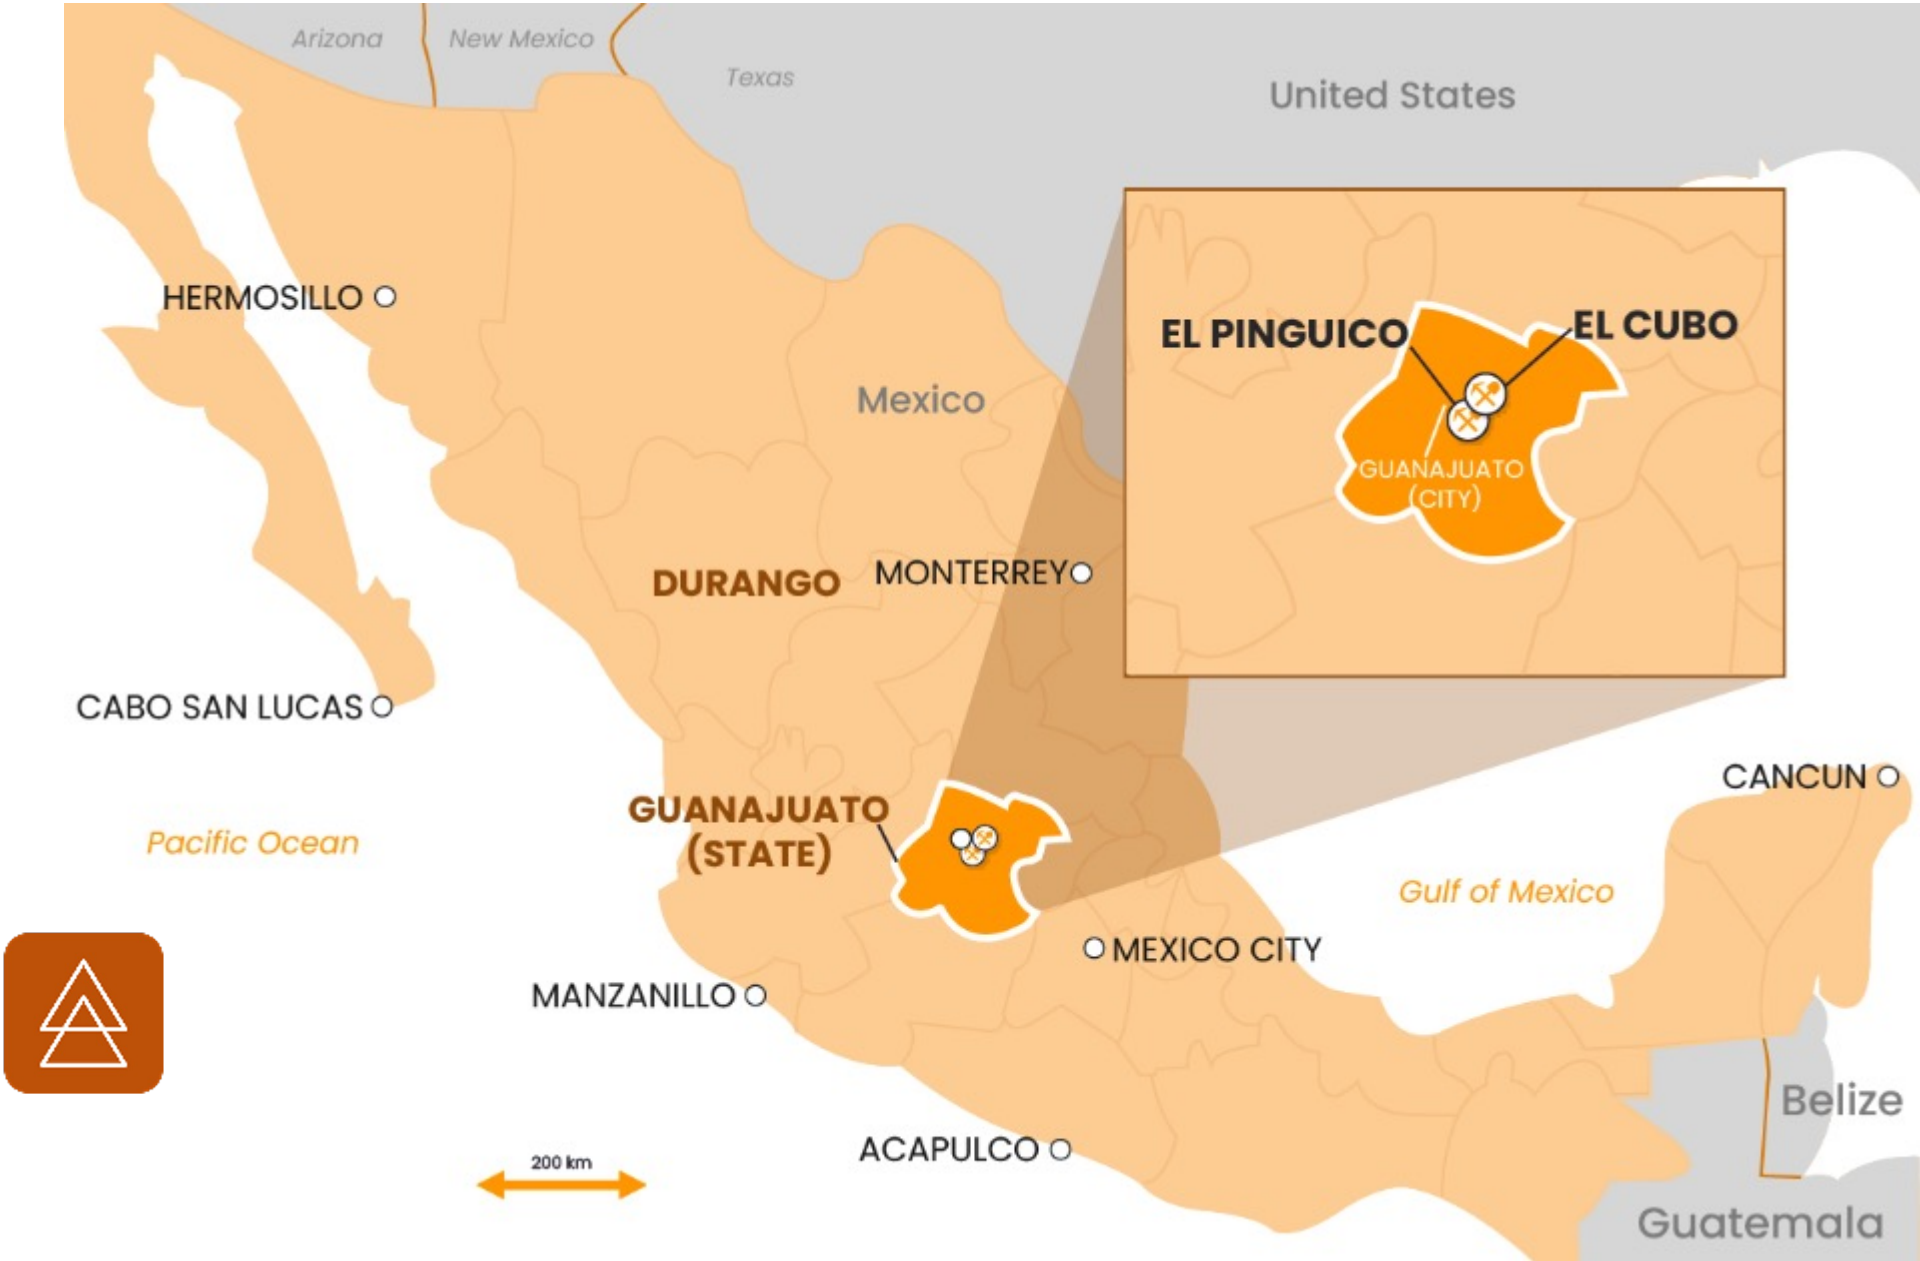 Arizona
New Mexico
Texas
United States
EL PINGUICO
EL CUBO
GUANAJUATO
(CITY)
HERMOSILLO
Mexico
DURANGO
MONTERREY
CABO SAN LUCAS
CANCUN
GUANAJUATO
(STATE)
Pacific Ocean
Gulf of Mexico
MEXICO CITY
MANZANILLO
Belize
ACAPULCO
200 km
Guatemala